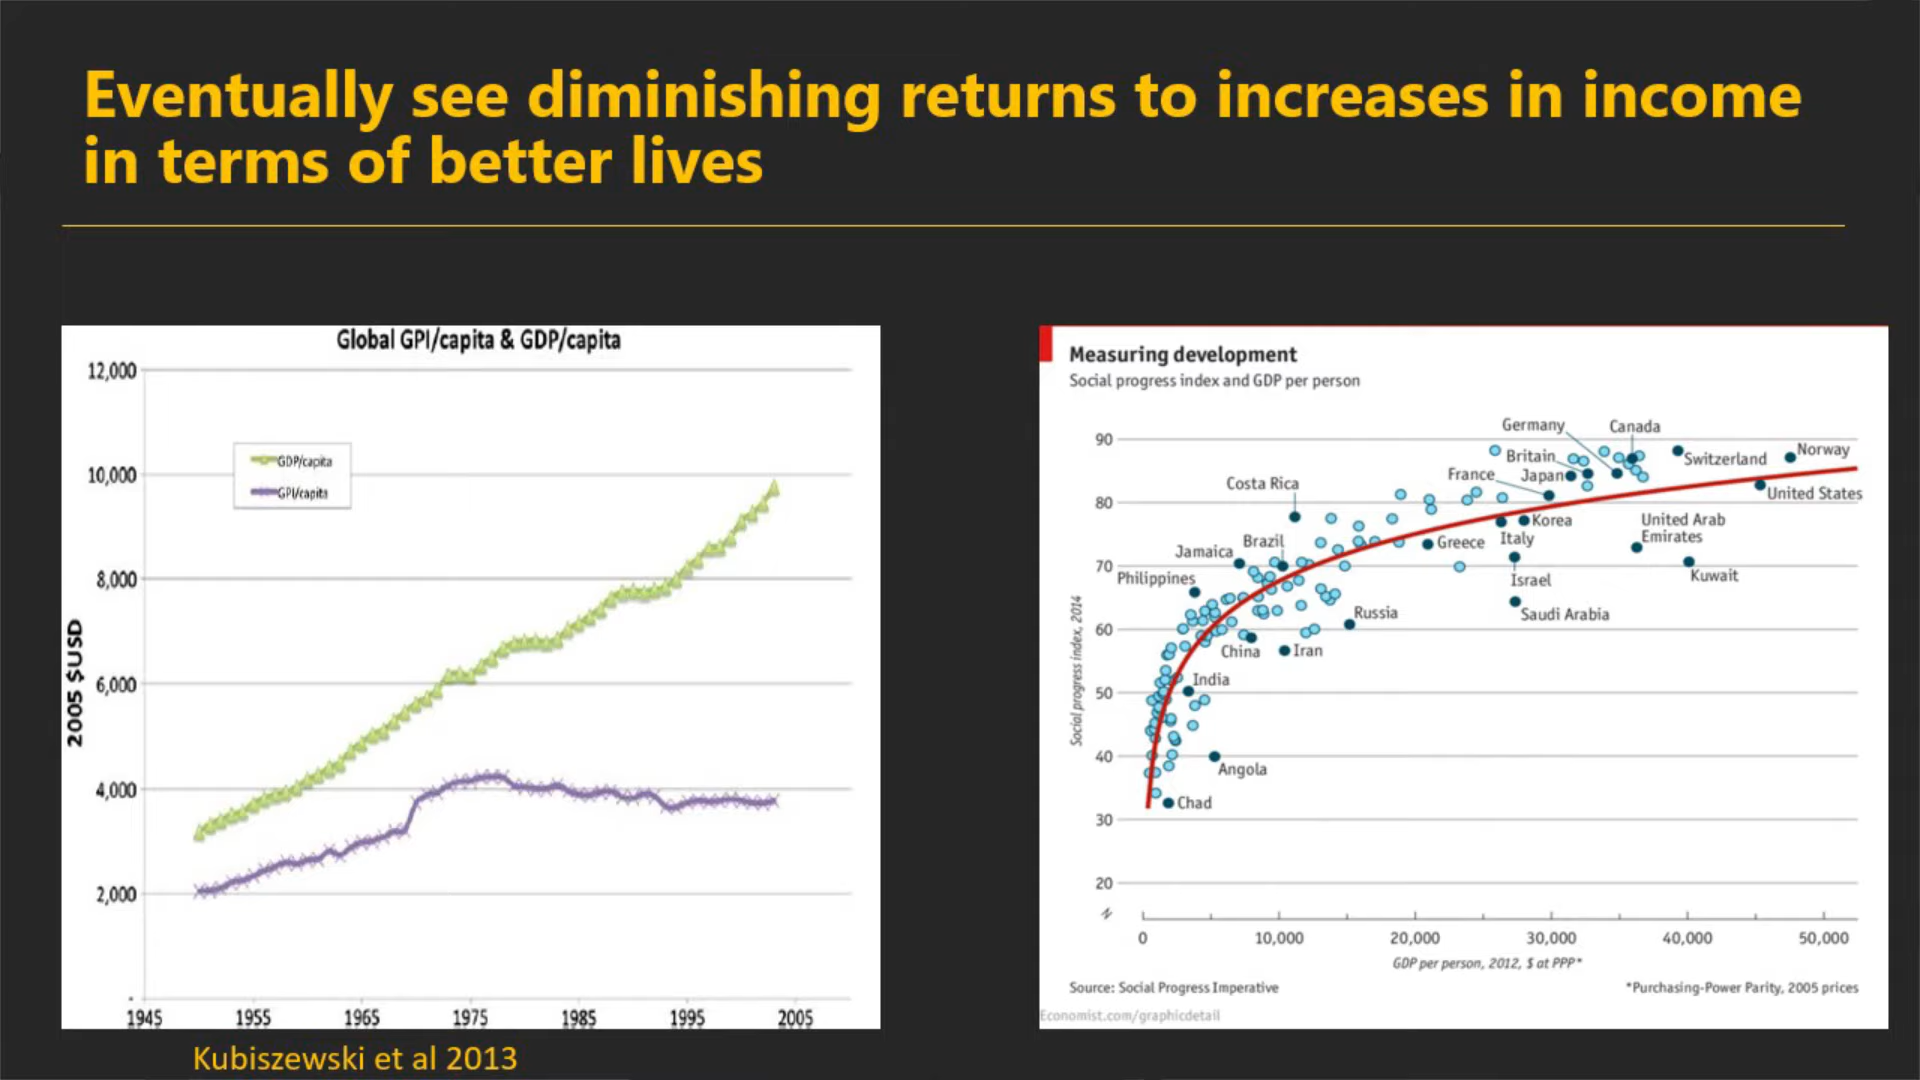 Eventually see diminishing returns to increases in income
in terms of better lives
Global GPI/capita & GDP/capita
12,000
10,000
8,000
6,000
4,000
2,000
-
2005 $USD
GDP/capita
GPI/capita
1945
1955
1965
1975
1985
1995
2005
Kubiszewski et al 2013
Measuring development
Social progress index and GDP per person
90
80
70
60
50
40
30
20
Social progress index, 2014
Germany
Canada
Norway
Britain
Switzerland
France
Japan
Costa Rica
United States
Korea
United Arab
Emirates
Brazil
Greece
Italy
Jamaica
Philippines
Israel
Kuwait
Saudi Arabia
Russia
China
Iran
India
Angola
Chad
0
10,000
20,000
30,000
40,000
50,000
GDP per person, 2012, $ at PPP*
Source: Social Progress Imperative
*Purchasing-Power Parity, 2005 prices
Economist.com/graphicdetail